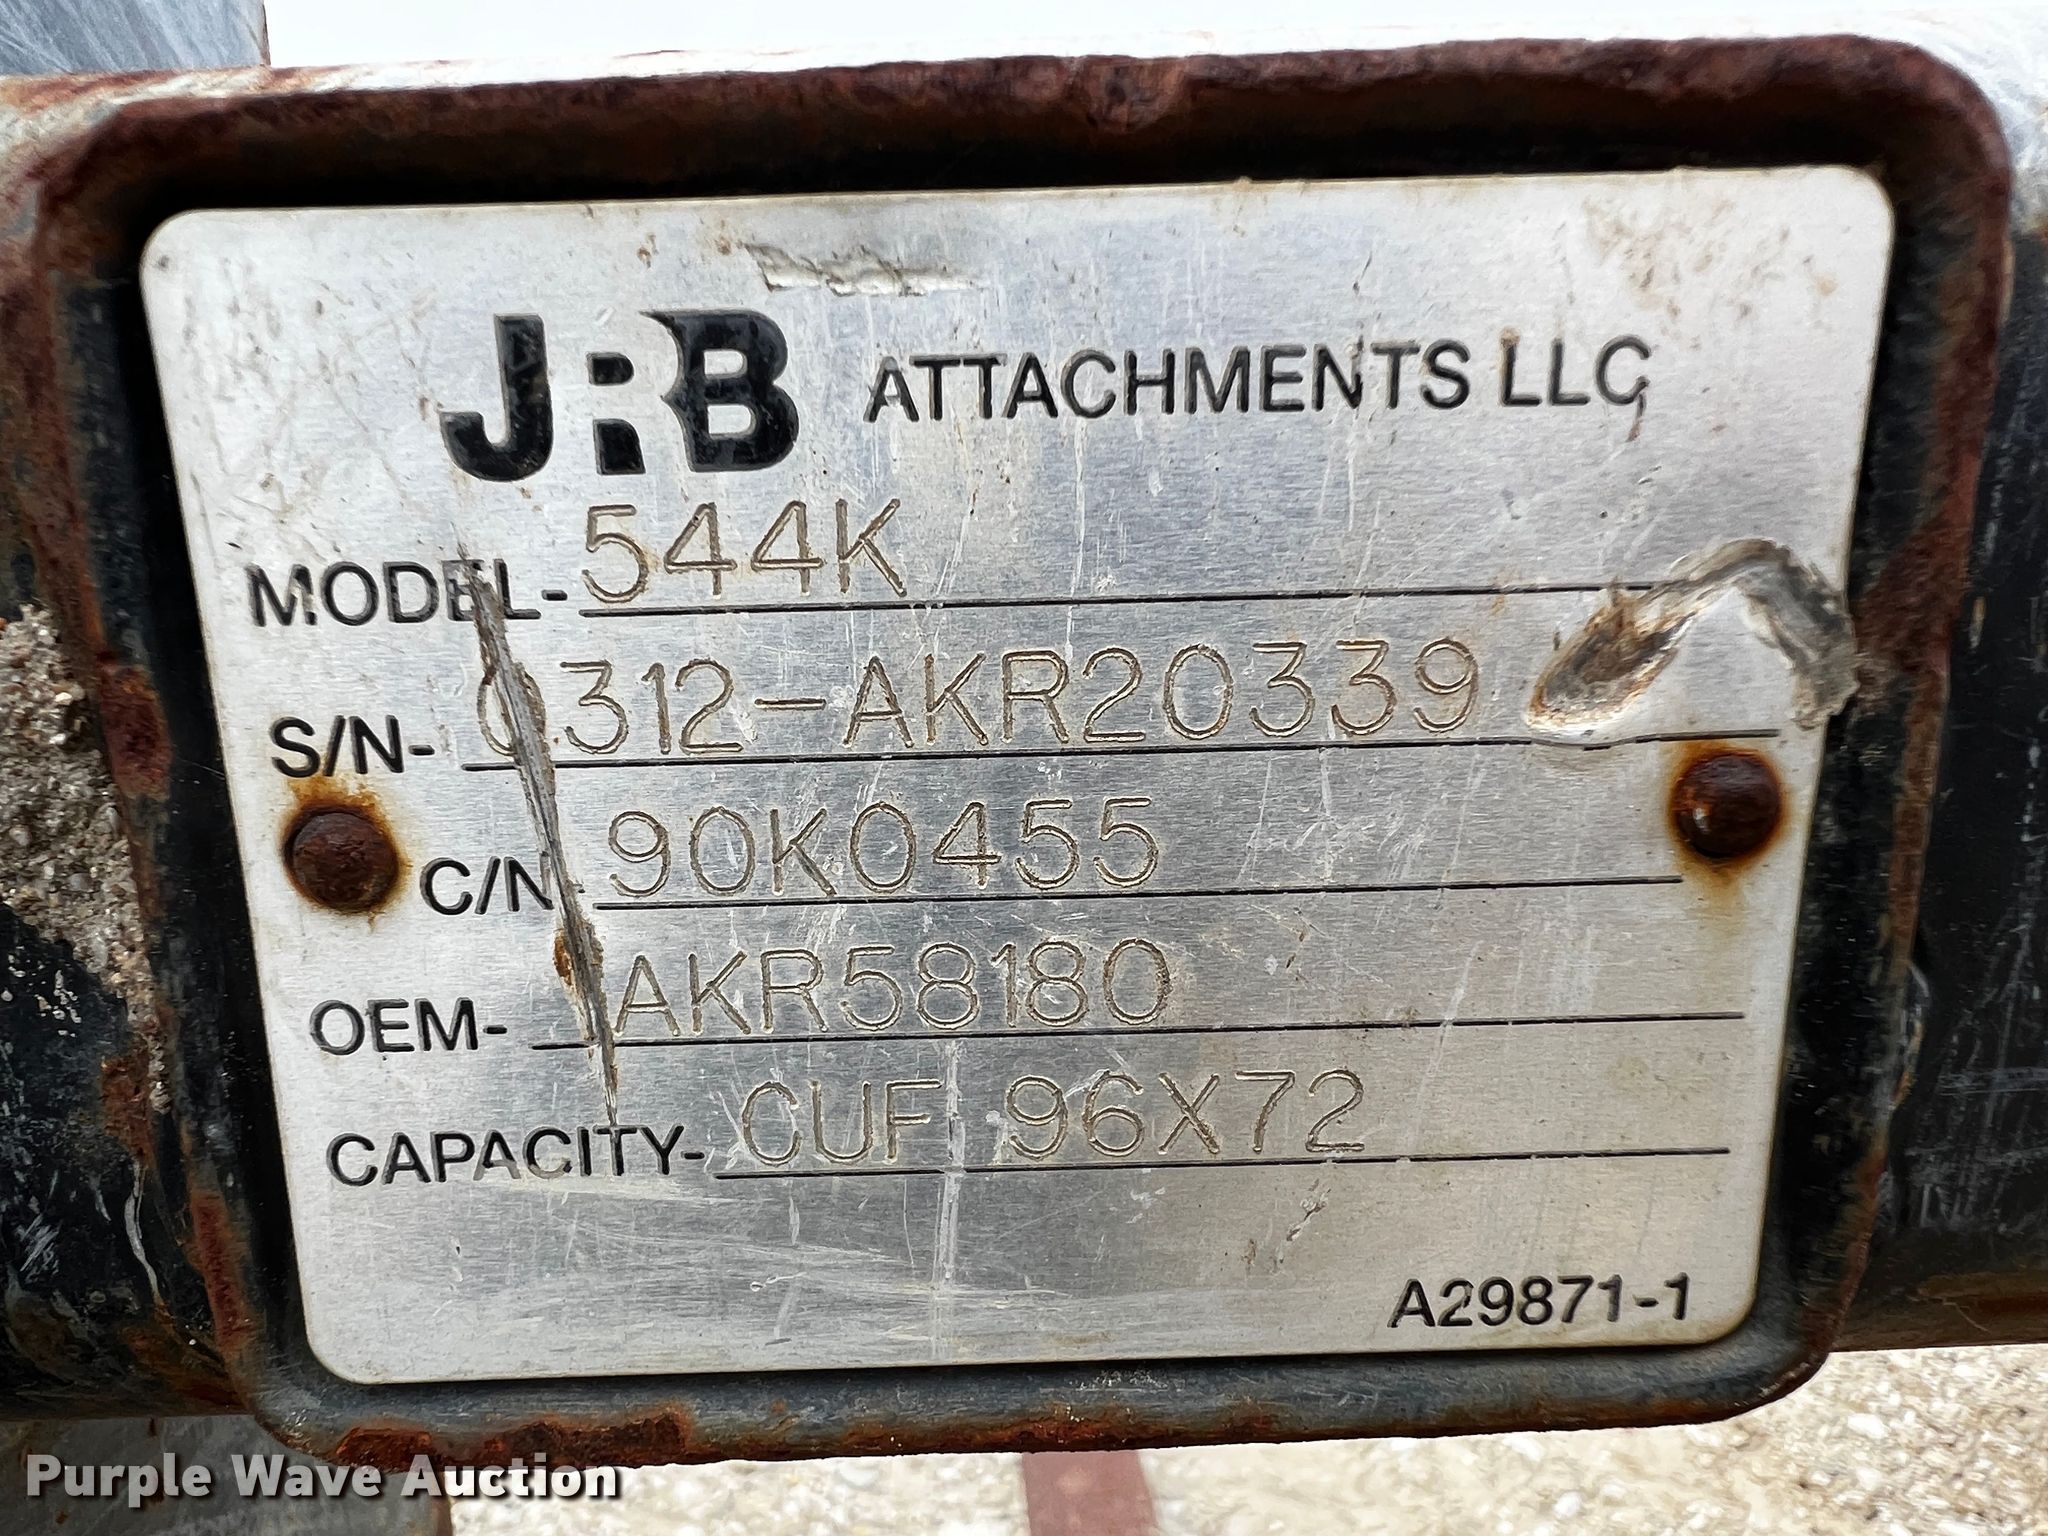 JRB ATTACHMENTS LLC
MODEL- 544K
S/N- 0312-AKR20339
C/N- 90K0455
OEM- AKR58180
CAPACITY- CUF 96X72
A29871-1
Purple Wave Auction